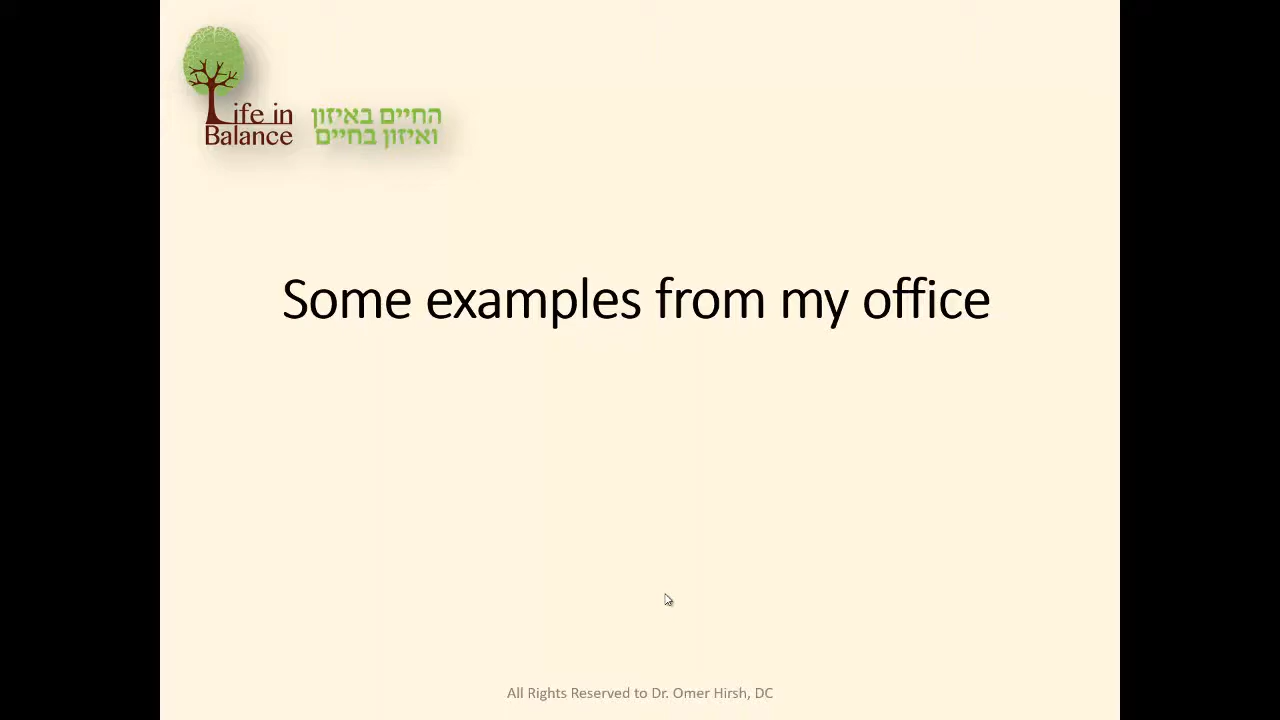 Life in
Balance
החיים באיזון
ואיזון בחיים
Some examples from my office
All Rights Reserved to Dr. Omer Hirsh, DC